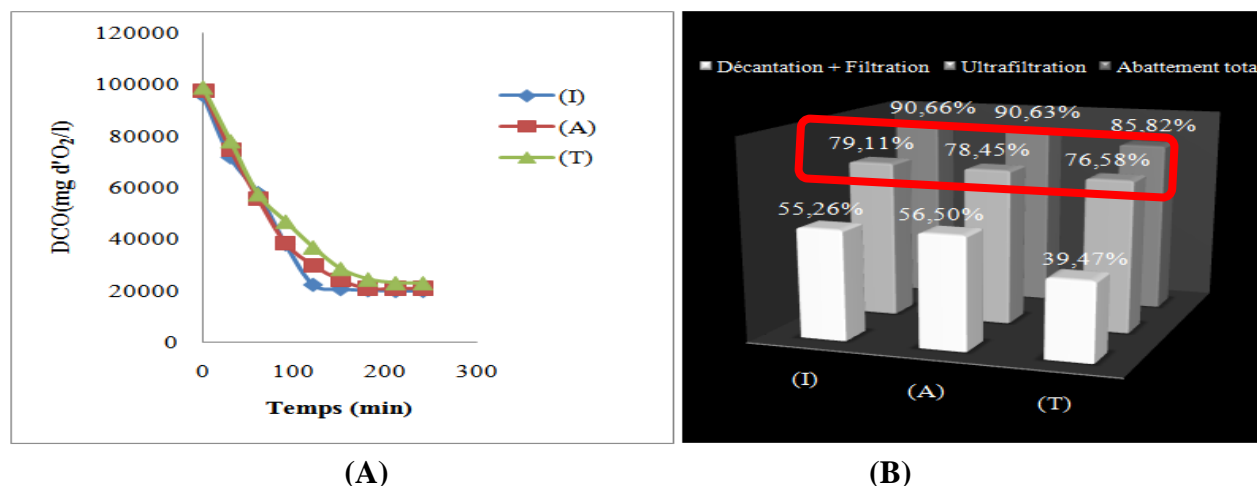 120000
100000
80000
60000
40000
20000
0
DCO(mg d'O₂/l)
0 100 200 300
Temps (min)
(I)
(A)
(T)
(A)
Décantation + Filtration Ultrafiltration Abattement tota
90,66% 90,63% 85,82%
79,11% 78,45% 76,58%
55,26% 56,50% 39,47%
(I) (A) (T)
(B)